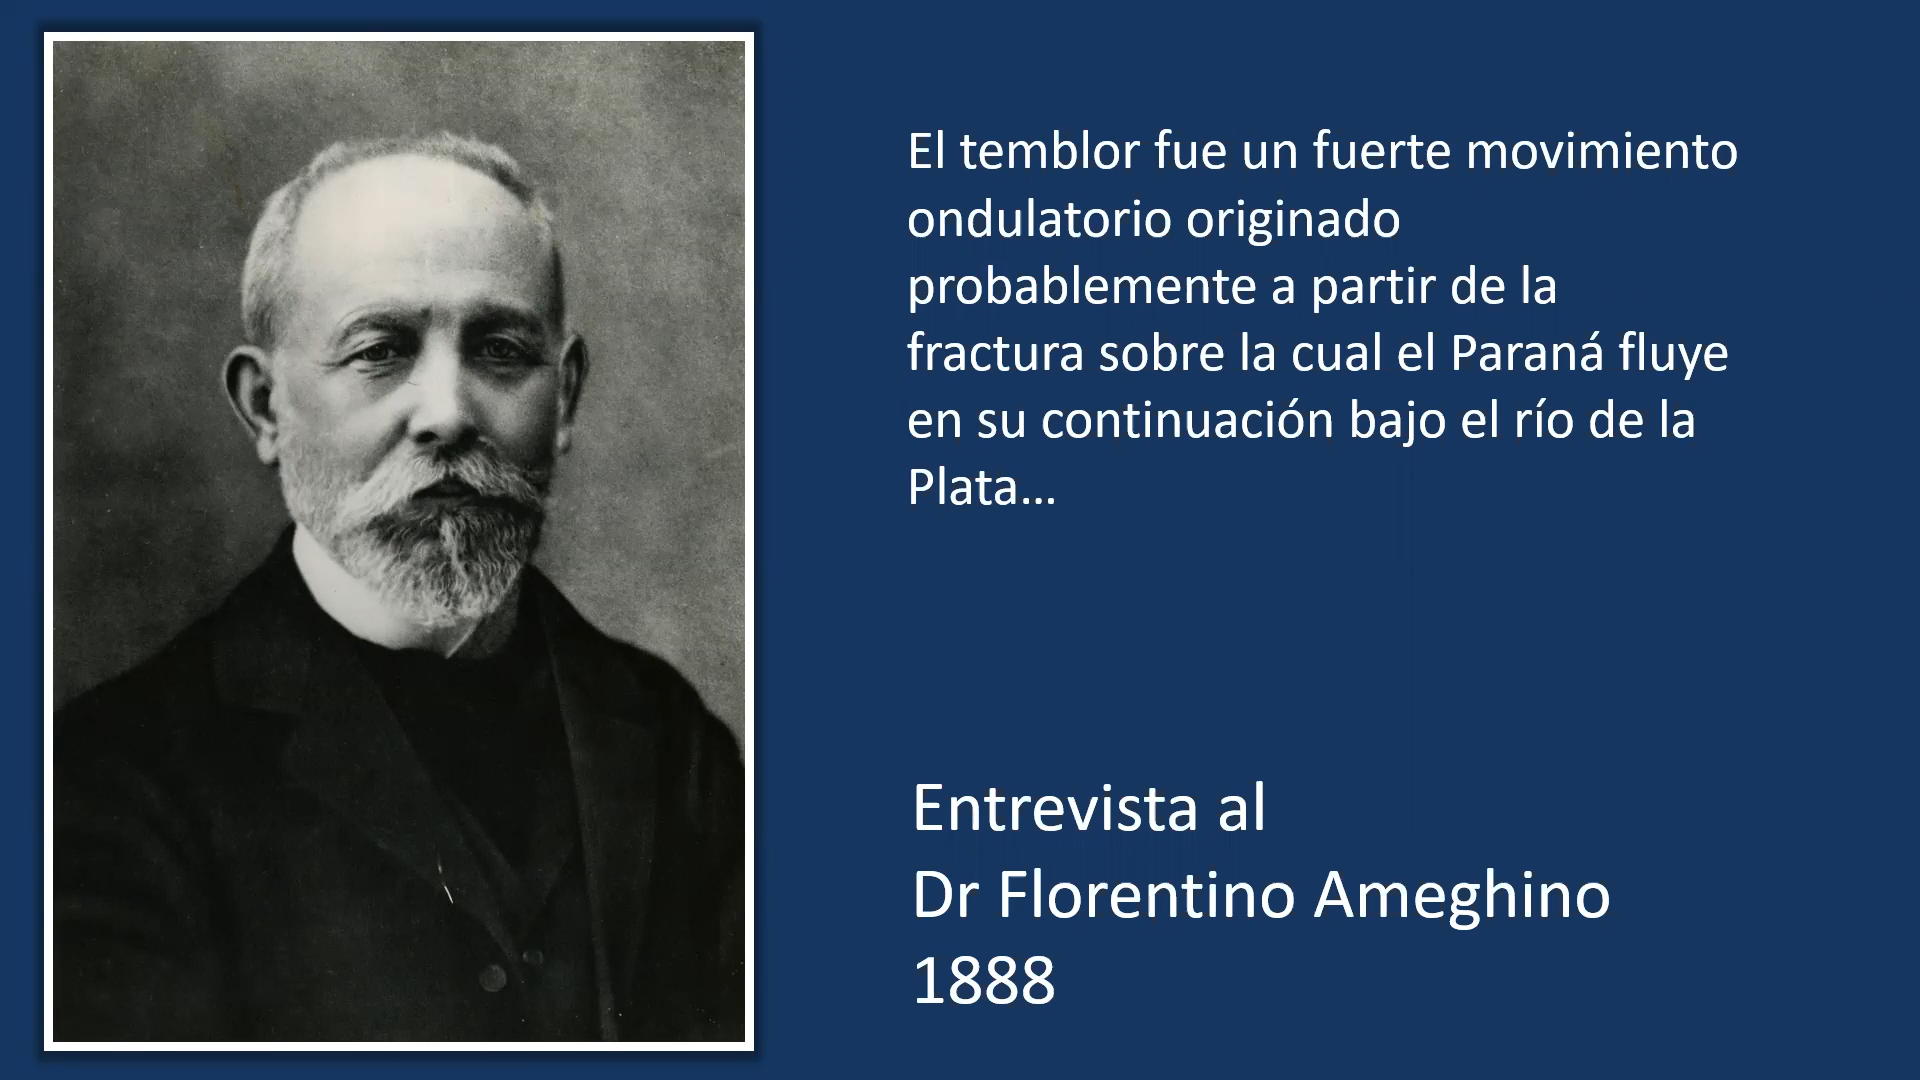 El temblor fue un fuerte movimiento
ondulatorio originado
probablemente a partir de la
fractura sobre la cual el Paraná fluye
en su continuación bajo el río de la
Plata...
Entrevista al
Dr Florentino Ameghino
1888